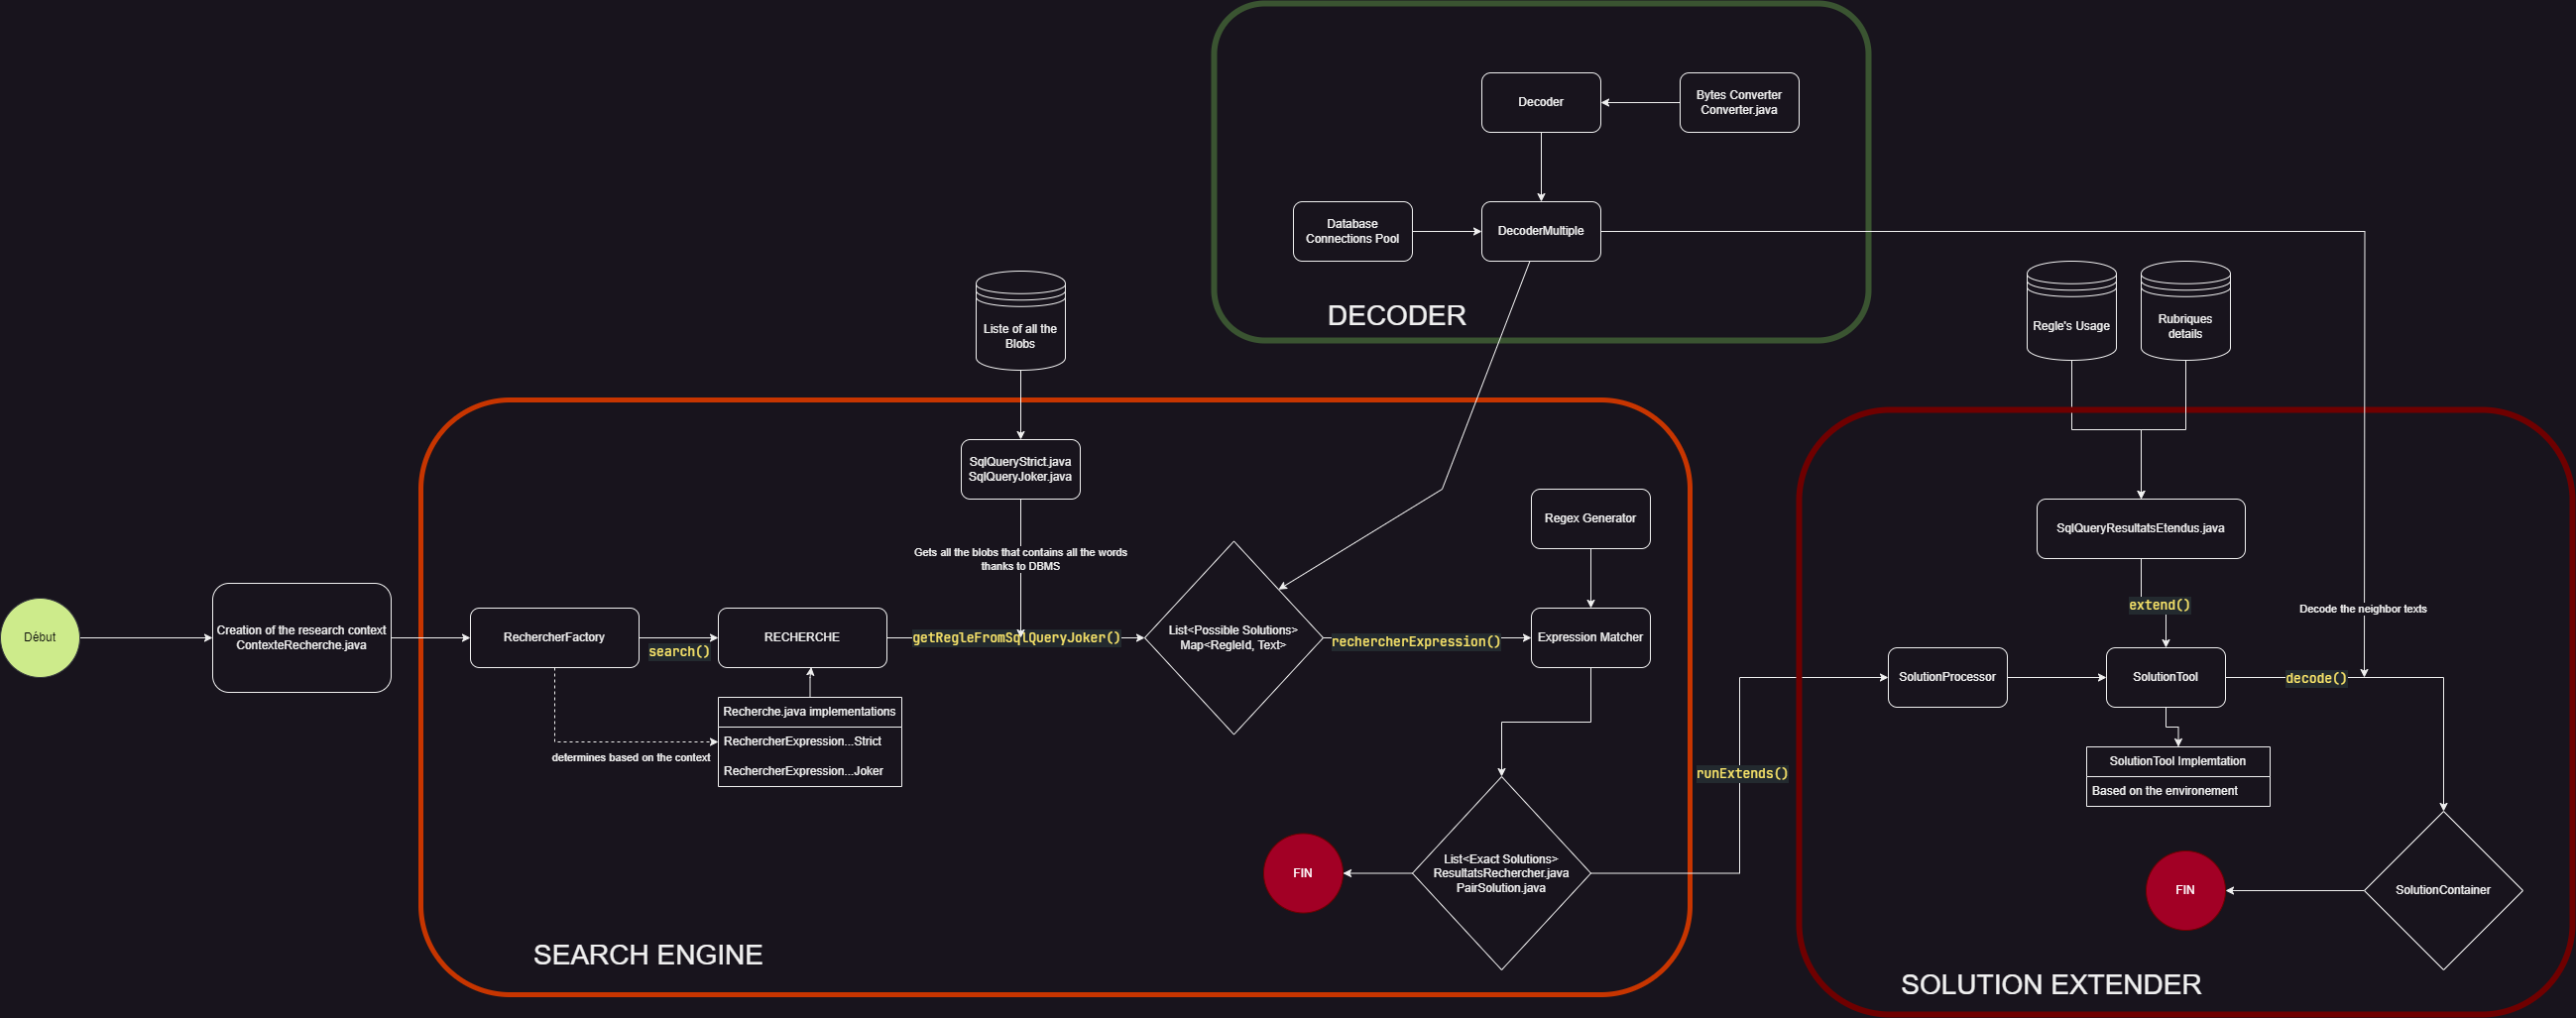 Decoder
Bytes Converter
Converter.java
Database
Connections Pool
DecoderMultiple
DECODER
Liste of all the
Blobs
Regle's Usage
Rubriques
details
SqlQueryStrict.java
SqlQueryJoker.java
Regex Generator
SqlQueryResultatsEtendus.java
Gets all the blobs that contains all the words
thanks to DBMS
extend()
Decode the neighbor texts
Début
Creation of the research context
ContexteRecherche.java
RechercherFactory
search()
RECHERCHE
getRegleFromSqlQueryJoker()
List<Possible Solutions>
Map<RegleId, Text>
rechercherExpression()
Expression Matcher
SolutionProcessor
SolutionTool
decode()
Recherche.java implementations
RechercherExpression...Strict
RechercherExpression...Joker
determines based on the context
runExtends()
SolutionTool Implemtation
Based on the environement
FIN
List<Exact Solutions>
ResultatsRechercher.java
PairSolution.java
FIN
SolutionContainer
SEARCH ENGINE
SOLUTION EXTENDER